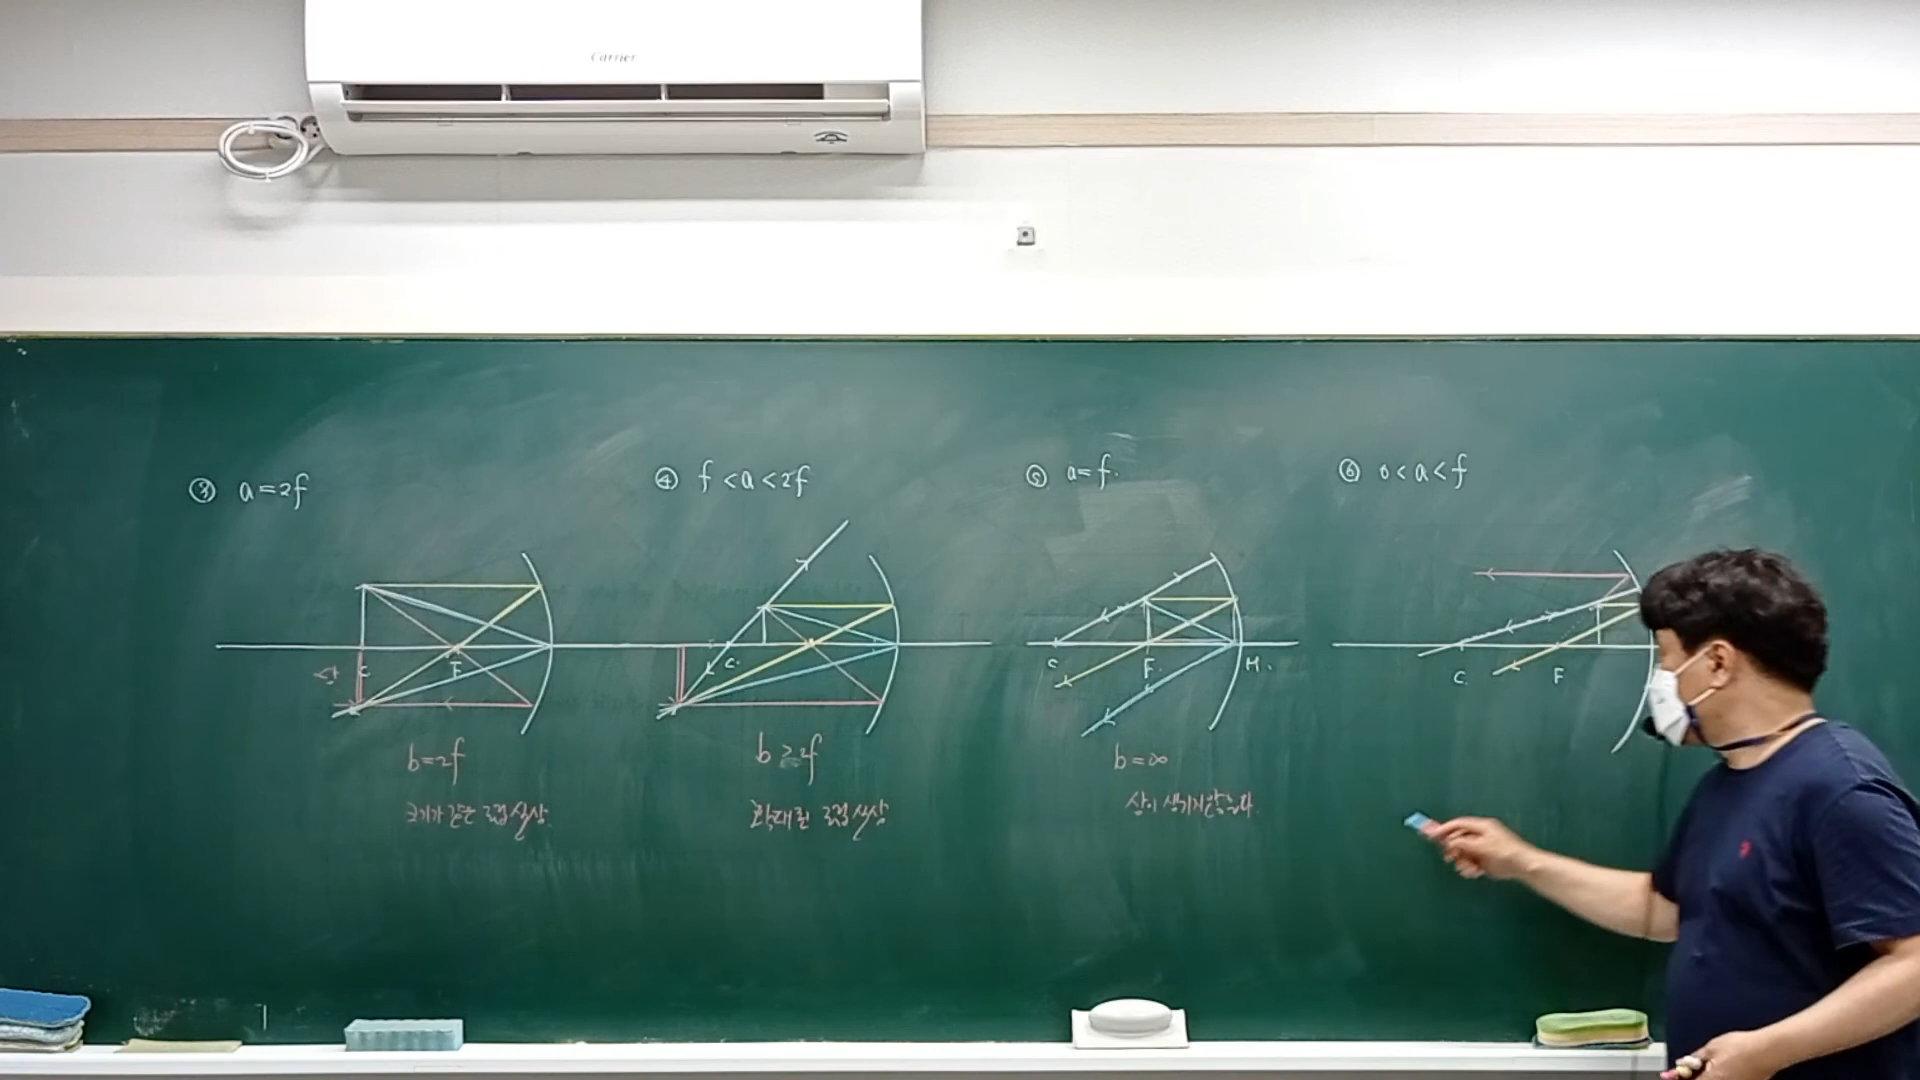 Carrier
③ a=2f
상 C
F
b=2f
크기가 같은 도립실상.
④ f<a<2f
C.
b≥2f
확대된 도립실상
⑤ a=f.
C
F.
M.
b=∞
상이 생기지 않는다.
⑥ 0<a<f
C.
F